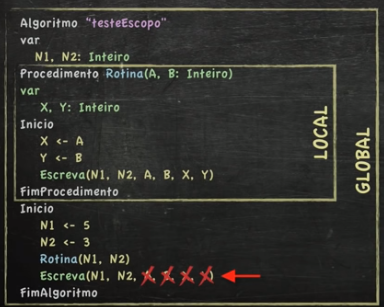 Algoritmo "testeEscopo"
var
N1, N2: Inteiro
Procedimento Rotina(A, B: Inteiro)
var
X, Y: Inteiro
Inicio
X <- A
Y <- B
Escreva(N1, N2, A, B, X, Y)
FimProcedimento
Inicio
N1 <- 5
N2 <- 3
Rotina(N1, N2)
Escreva(N1, N2, )
FimAlgoritmo
LOCAL
GLOBAL